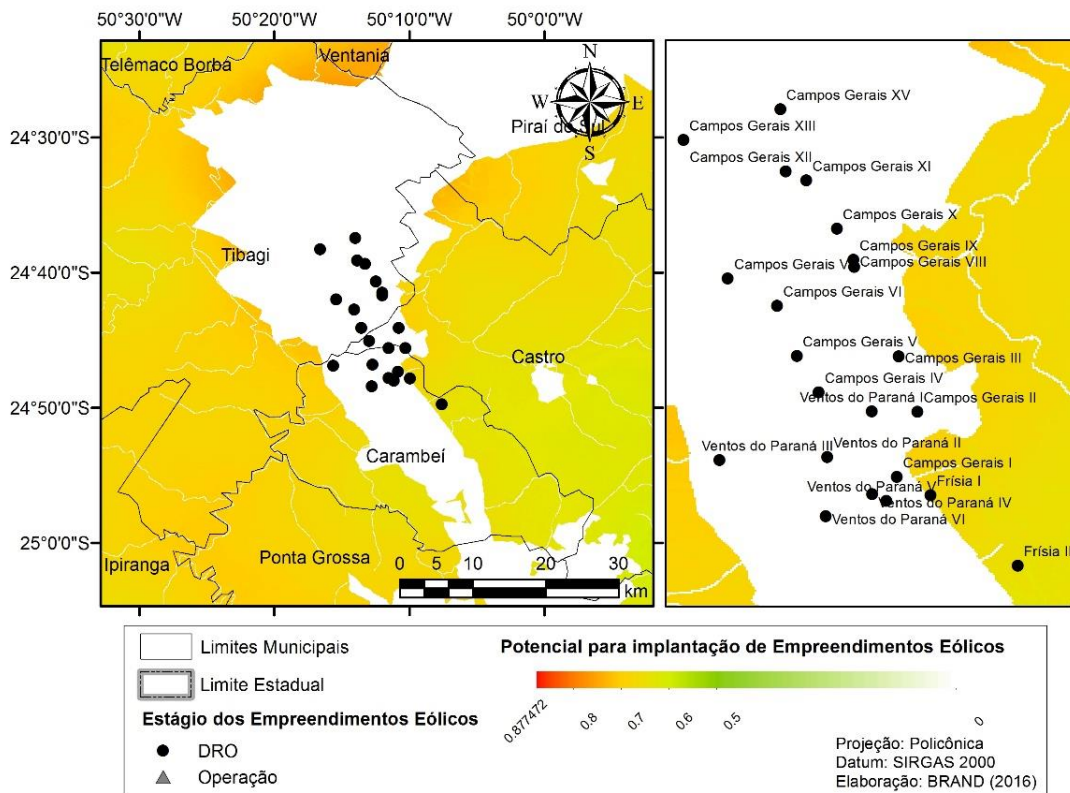 50°30'0"W 50°20'0"W 50°10'0"W 50°00'0"W
24°30'0"S
24°40'0"S
24°50'0"S
25°0'0"S
Telêmaco Borba
Ventania
N
W E
S
Piraí do Sul
Tibagi
Castro
Carambeí
Ponta Grossa
Ipiranga
0 5 10 20 30
km
Campos Gerais XV
Campos Gerais XIII
Campos Gerais XII
Campos Gerais XI
Campos Gerais X
Campos Gerais IX
Campos Gerais VIII
Campos Gerais V
Campos Gerais VI
Campos Gerais V
Campos Gerais III
Campos Gerais IV
Ventos do Paraná I
Campos Gerais II
Ventos do Paraná III
Ventos do Paraná II
Campos Gerais I
Frísia I
Ventos do Paraná V
Ventos do Paraná IV
Ventos do Paraná VI
Frísia II
Limites Municipais
Limite Estadual
Estágio dos Empreendimentos Eólicos
DRO
Operação
Potencial para implantação de Empreendimentos Eólicos
0.877472 0.8 0.7 0.6 0.5 0
Projeção: Policônica
Datum: SIRGAS 2000
Elaboração: BRAND (2016)